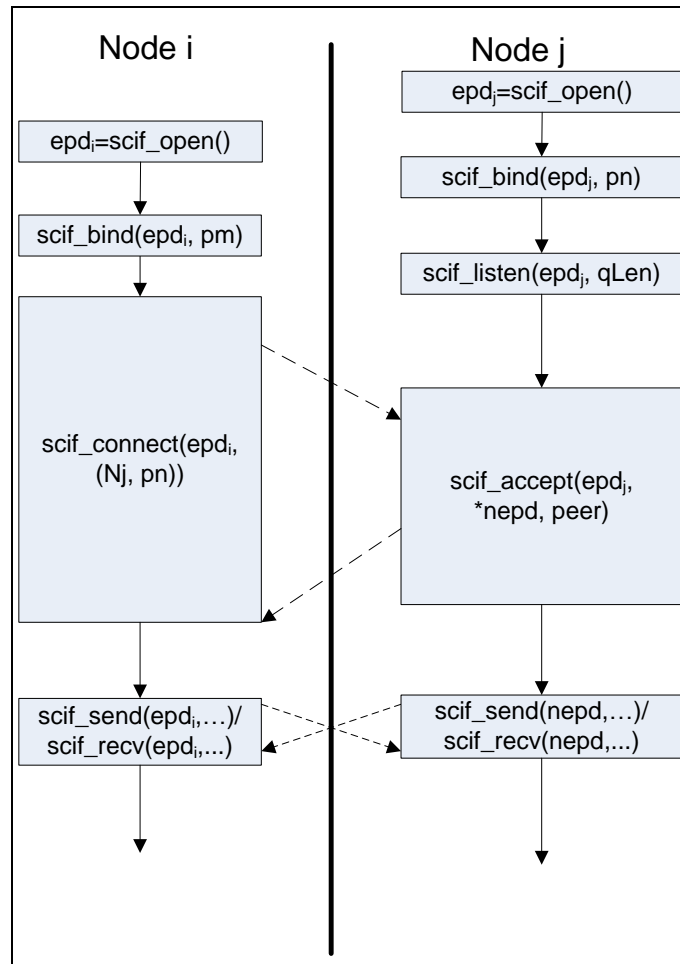 Node i
epdᵢ=scif_open()
scif_bind(epdᵢ, pm)
scif_connect(epdᵢ,
(Nj, pn))
scif_send(epdᵢ,…)/
scif_recv(epdᵢ,...)
Node j
epdⱼ=scif_open()
scif_bind(epdⱼ, pn)
scif_listen(epdⱼ, qLen)
scif_accept(epdⱼ,
*nepd, peer)
scif_send(nepd,…)/
scif_recv(nepd,...)